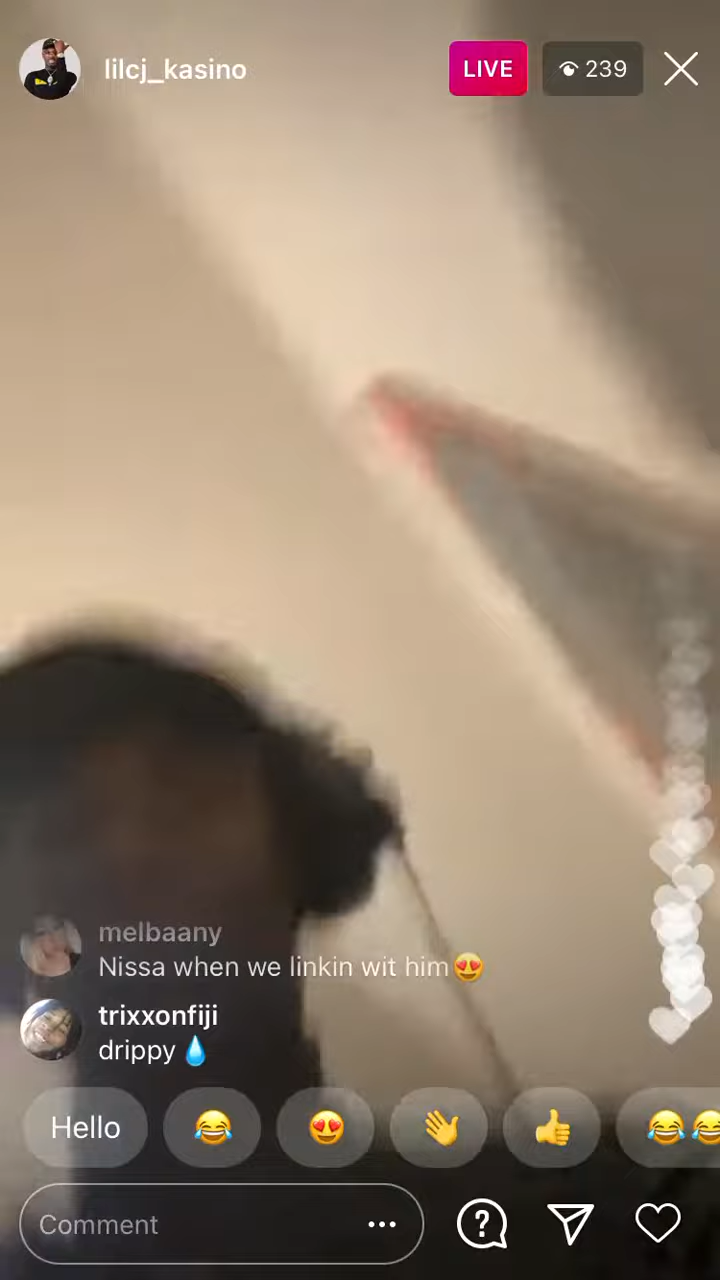 lilcj_kasino
LIVE
239
melbaany
Nissa when we linkin wit him😍
trixxonfiji
drippy 💧
Hello
Comment